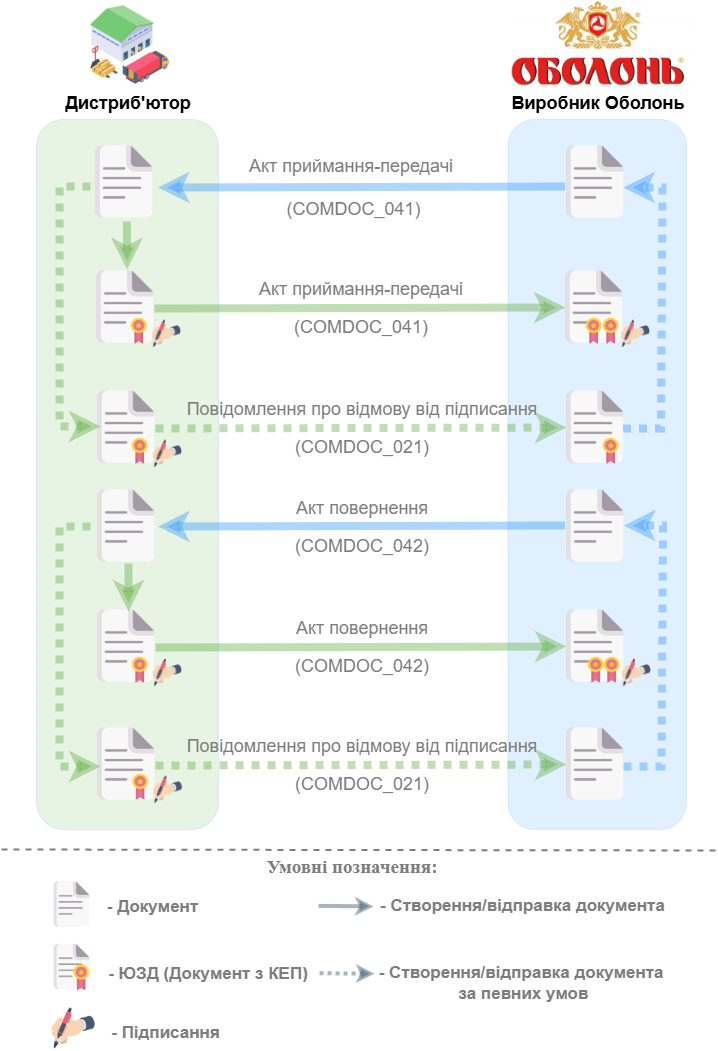 ОБОЛОНЬ®
Дистриб'ютор
Виробник Оболонь
Акт приймання-передачі
(COMDOC_041)
Акт приймання-передачі
(COMDOC_041)
Повідомлення про відмову від підписання
(COMDOC_021)
Акт повернення
(COMDOC_042)
Акт повернення
(COMDOC_042)
Повідомлення про відмову від підписання
(COMDOC_021)
Умовні позначення:
- Документ
- Створення/відправка документа
- ЮЗД (Документ з КЕП)
- Створення/відправка документа
за певних умов
- Підписання